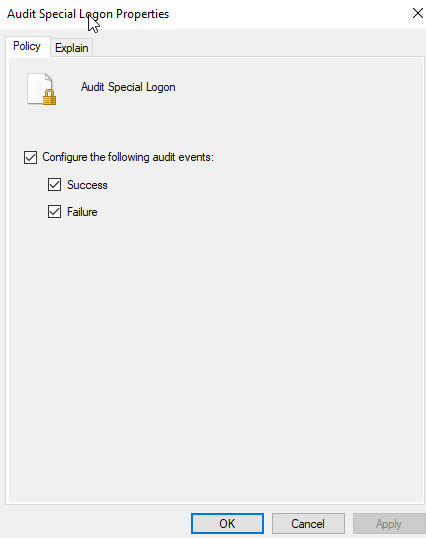 Audit Special Logon Properties
Policy
Explain
Audit Special Logon
Configure the following audit events:
Success
Failure
OK
Cancel
Apply